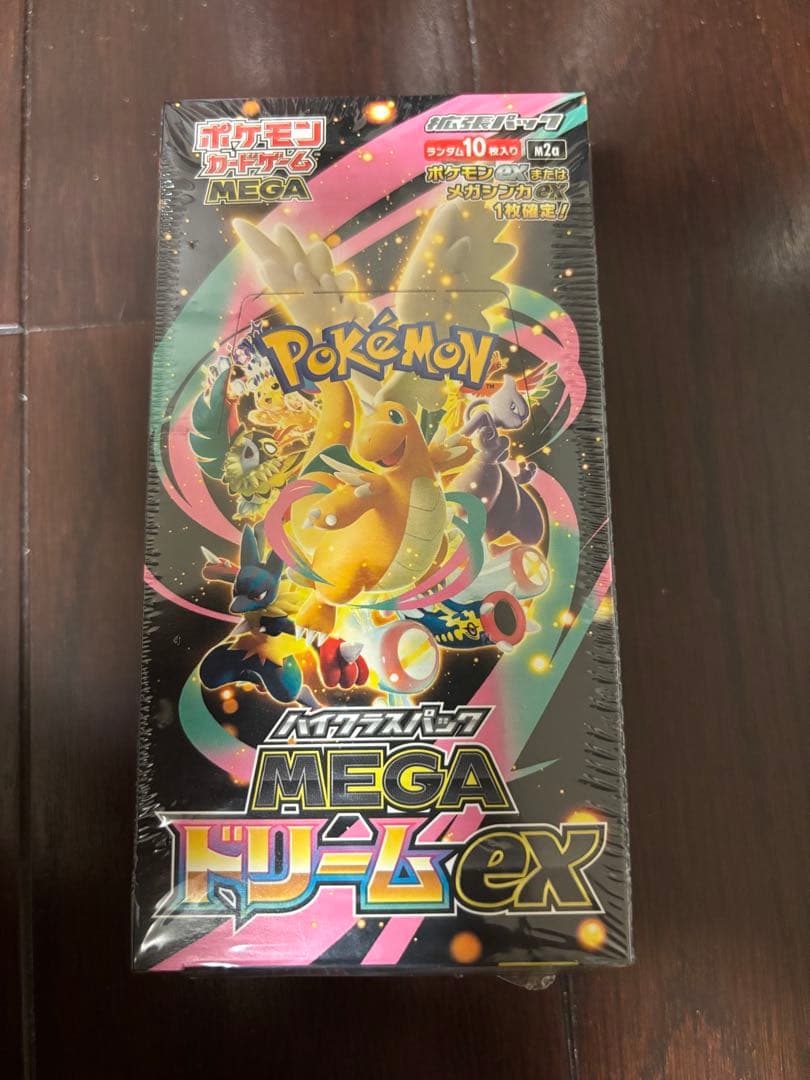 ポケモン
カードゲーム
MEGA
拡張パック
ランダム10枚入り
M2a
ポケモンexまたは
メガシンカex
1枚確定!
POKéMON
TM
ハイクラスパック
MEGA
ドリームex